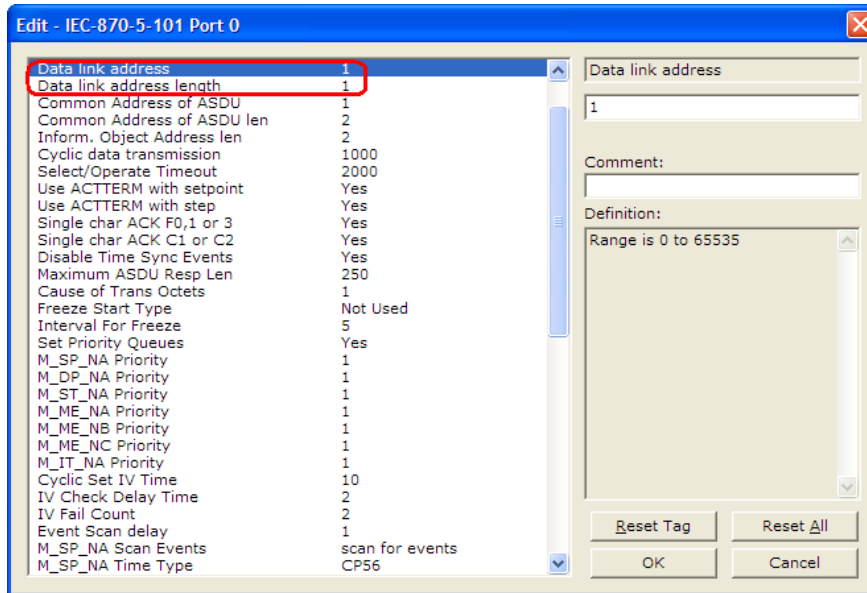 Edit - IEC-870-5-101 Port 0
Data link address 1
Data link address length 1
Common Address of ASDU 1
Common Address of ASDU len 2
Inform. Object Address len 2
Cyclic data transmission 1000
Select/Operate Timeout 2000
Use ACTTERM with setpoint Yes
Use ACTTERM with step Yes
Single char ACK F0,1 or 3 Yes
Single char ACK C1 or C2 Yes
Disable Time Sync Events Yes
Maximum ASDU Resp Len 250
Cause of Trans Octets 1
Freeze Start Type Not Used
Interval For Freeze 5
Set Priority Queues Yes
M_SP_NA Priority 1
M_DP_NA Priority 1
M_ST_NA Priority 1
M_ME_NA Priority 1
M_ME_NB Priority 1
M_ME_NC Priority 1
M_IT_NA Priority 1
Cyclic Set IV Time 10
IV Check Delay Time 2
IV Fail Count 2
Event Scan delay 1
M_SP_NA Scan Events scan for events
M_SP_NA Time Type CP56
Data link address
1
Comment:
Definition:
Range is 0 to 65535
Reset Tag Reset All
OK Cancel